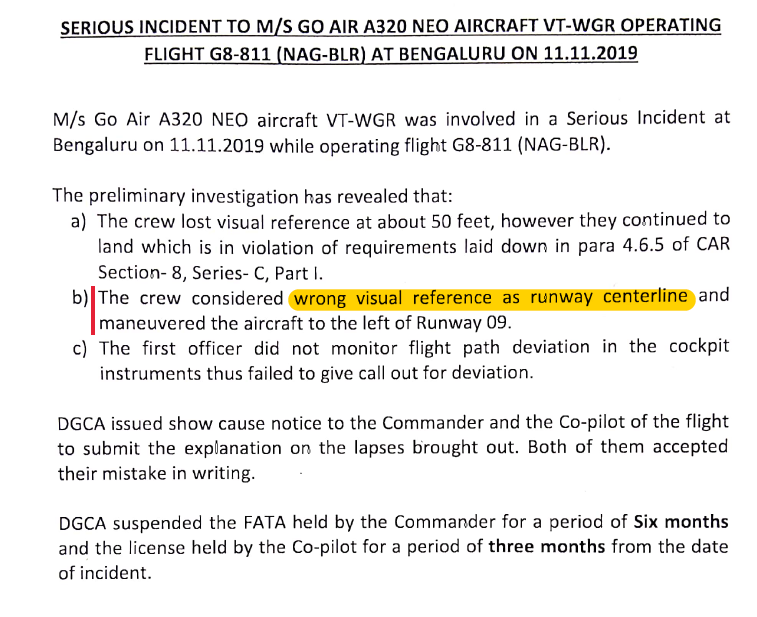 SERIOUS INCIDENT TO M/S GO AIR A320 NEO AIRCRAFT VT-WGR OPERATING
FLIGHT G8-811 (NAG-BLR) AT BENGALURU ON 11.11.2019
M/s Go Air A320 NEO aircraft VT-WGR was involved in a Serious Incident at
Bengaluru on 11.11.2019 while operating flight G8-811 (NAG-BLR).
The preliminary investigation has revealed that:
a) The crew lost visual reference at about 50 feet, however they continued to
land which is in violation of requirements laid down in para 4.6.5 of CAR
Section- 8, Series- C, Part I.
b) The crew considered wrong visual reference as runway centerline and
maneuvered the aircraft to the left of Runway 09.
c) The first officer did not monitor flight path deviation in the cockpit
instruments thus failed to give call out for deviation.
DGCA issued show cause notice to the Commander and the Co-pilot of the flight
to submit the explanation on the lapses brought out. Both of them accepted
their mistake in writing.
DGCA suspended the FATA held by the Commander for a period of Six months
and the license held by the Co-pilot for a period of three months from the date
of incident.